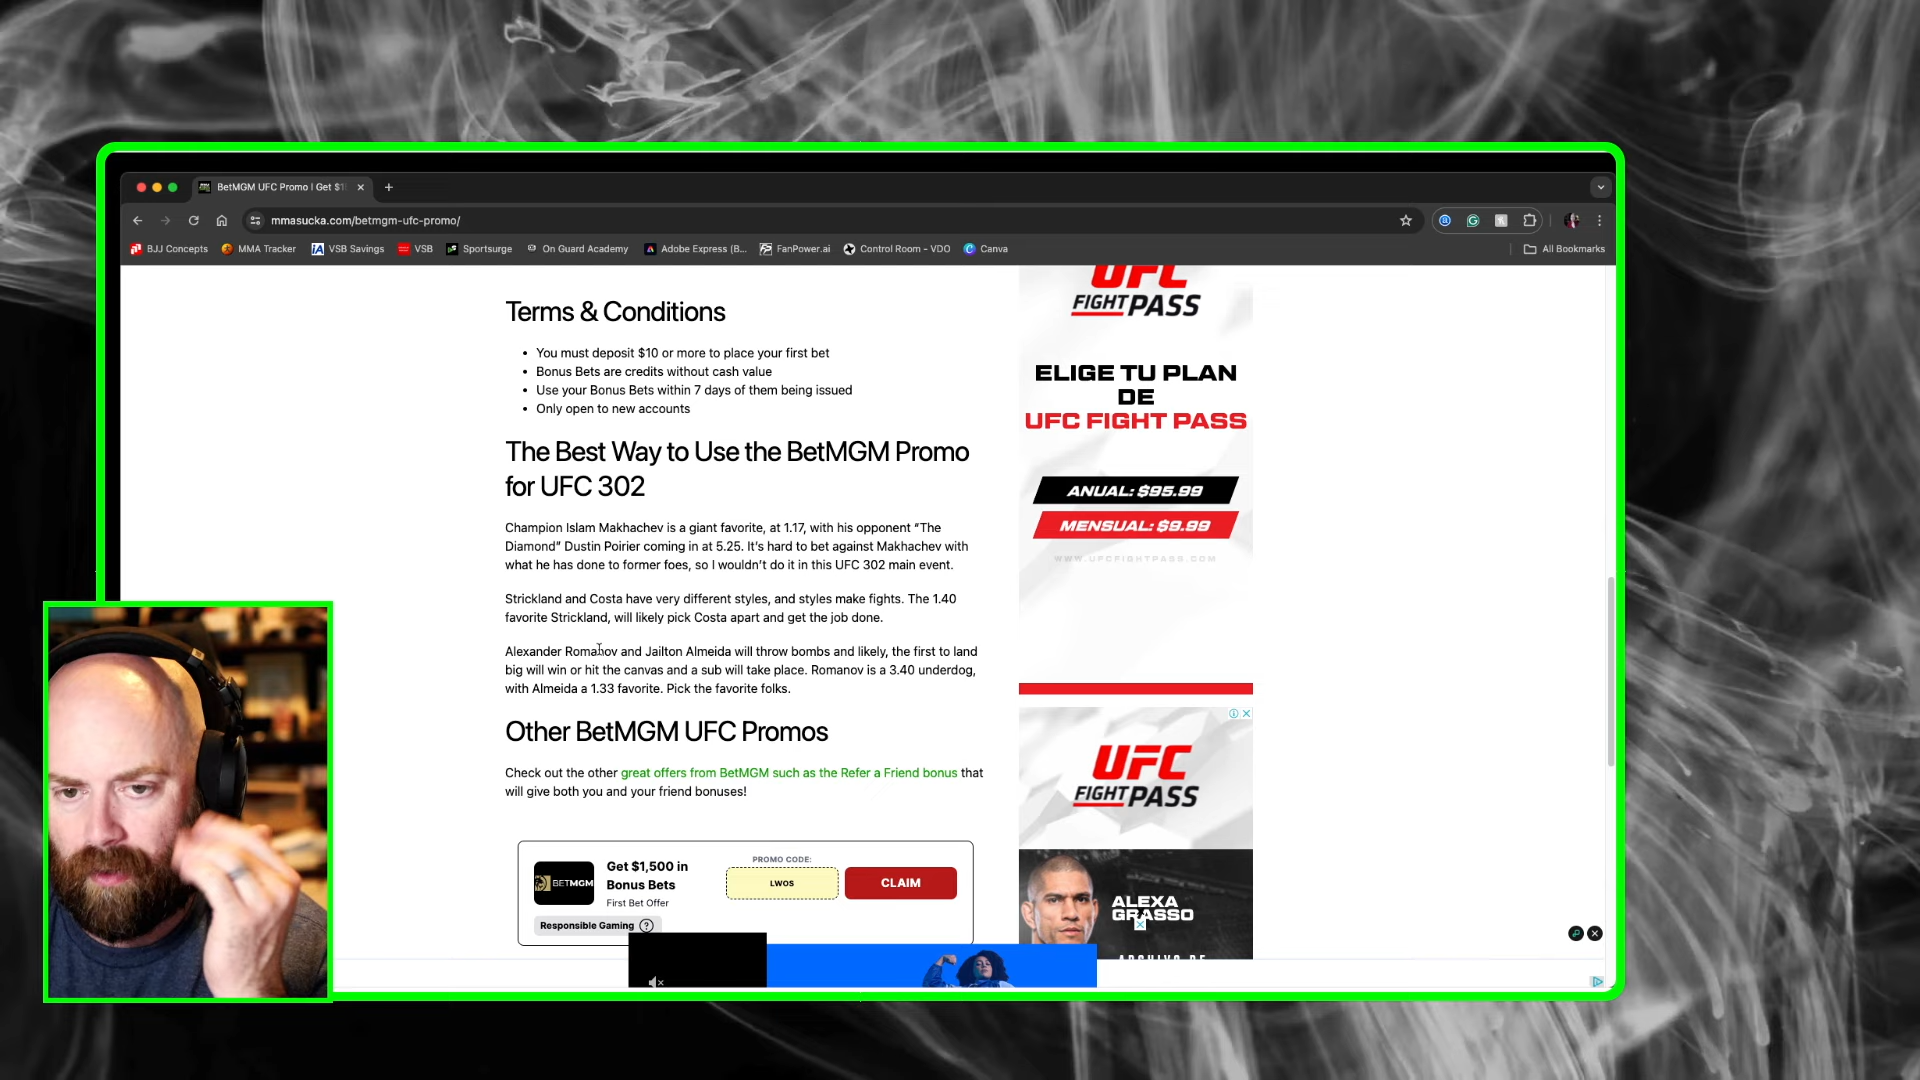 BetMGM UFC Promo | Get $1
mmasucka.com/betmgm-ufc-promo/
BJJ Concepts
MMA Tracker
VSB Savings
VSB
Sportsurge
On Guard Academy
Adobe Express (B...
FanPower.ai
Control Room - VDO
Canva
All Bookmarks
Terms & Conditions
• You must deposit $10 or more to place your first bet
• Bonus Bets are credits without cash value
• Use your Bonus Bets within 7 days of them being issued
• Only open to new accounts
The Best Way to Use the BetMGM Promo
for UFC 302
Champion Islam Makhachev is a giant favorite, at 1.17, with his opponent “The
Diamond” Dustin Poirier coming in at 5.25. It’s hard to bet against Makhachev with
what he has done to former foes, so I wouldn’t do it in this UFC 302 main event.
Strickland and Costa have very different styles, and styles make fights. The 1.40
favorite Strickland, will likely pick Costa apart and get the job done.
Alexander Romanov and Jailton Almeida will throw bombs and likely, the first to land
big will win or hit the canvas and a sub will take place. Romanov is a 3.40 underdog,
with Almeida a 1.33 favorite. Pick the favorite folks.
Other BetMGM UFC Promos
Check out the other great offers from BetMGM such as the Refer a Friend bonus that
will give both you and your friend bonuses!
BETMGM
Get $1,500 in
Bonus Bets
First Bet Offer
PROMO CODE:
LWOS
CLAIM
Responsible Gaming ?
UFC
FIGHT PASS
ELIGE TU PLAN
DE
UFC FIGHT PASS
ANUAL: $95.99
MENSUAL: $9.99
WWW.UFCFIGHTPASS.COM
UFC
FIGHT PASS
ALEXA
GRASSO